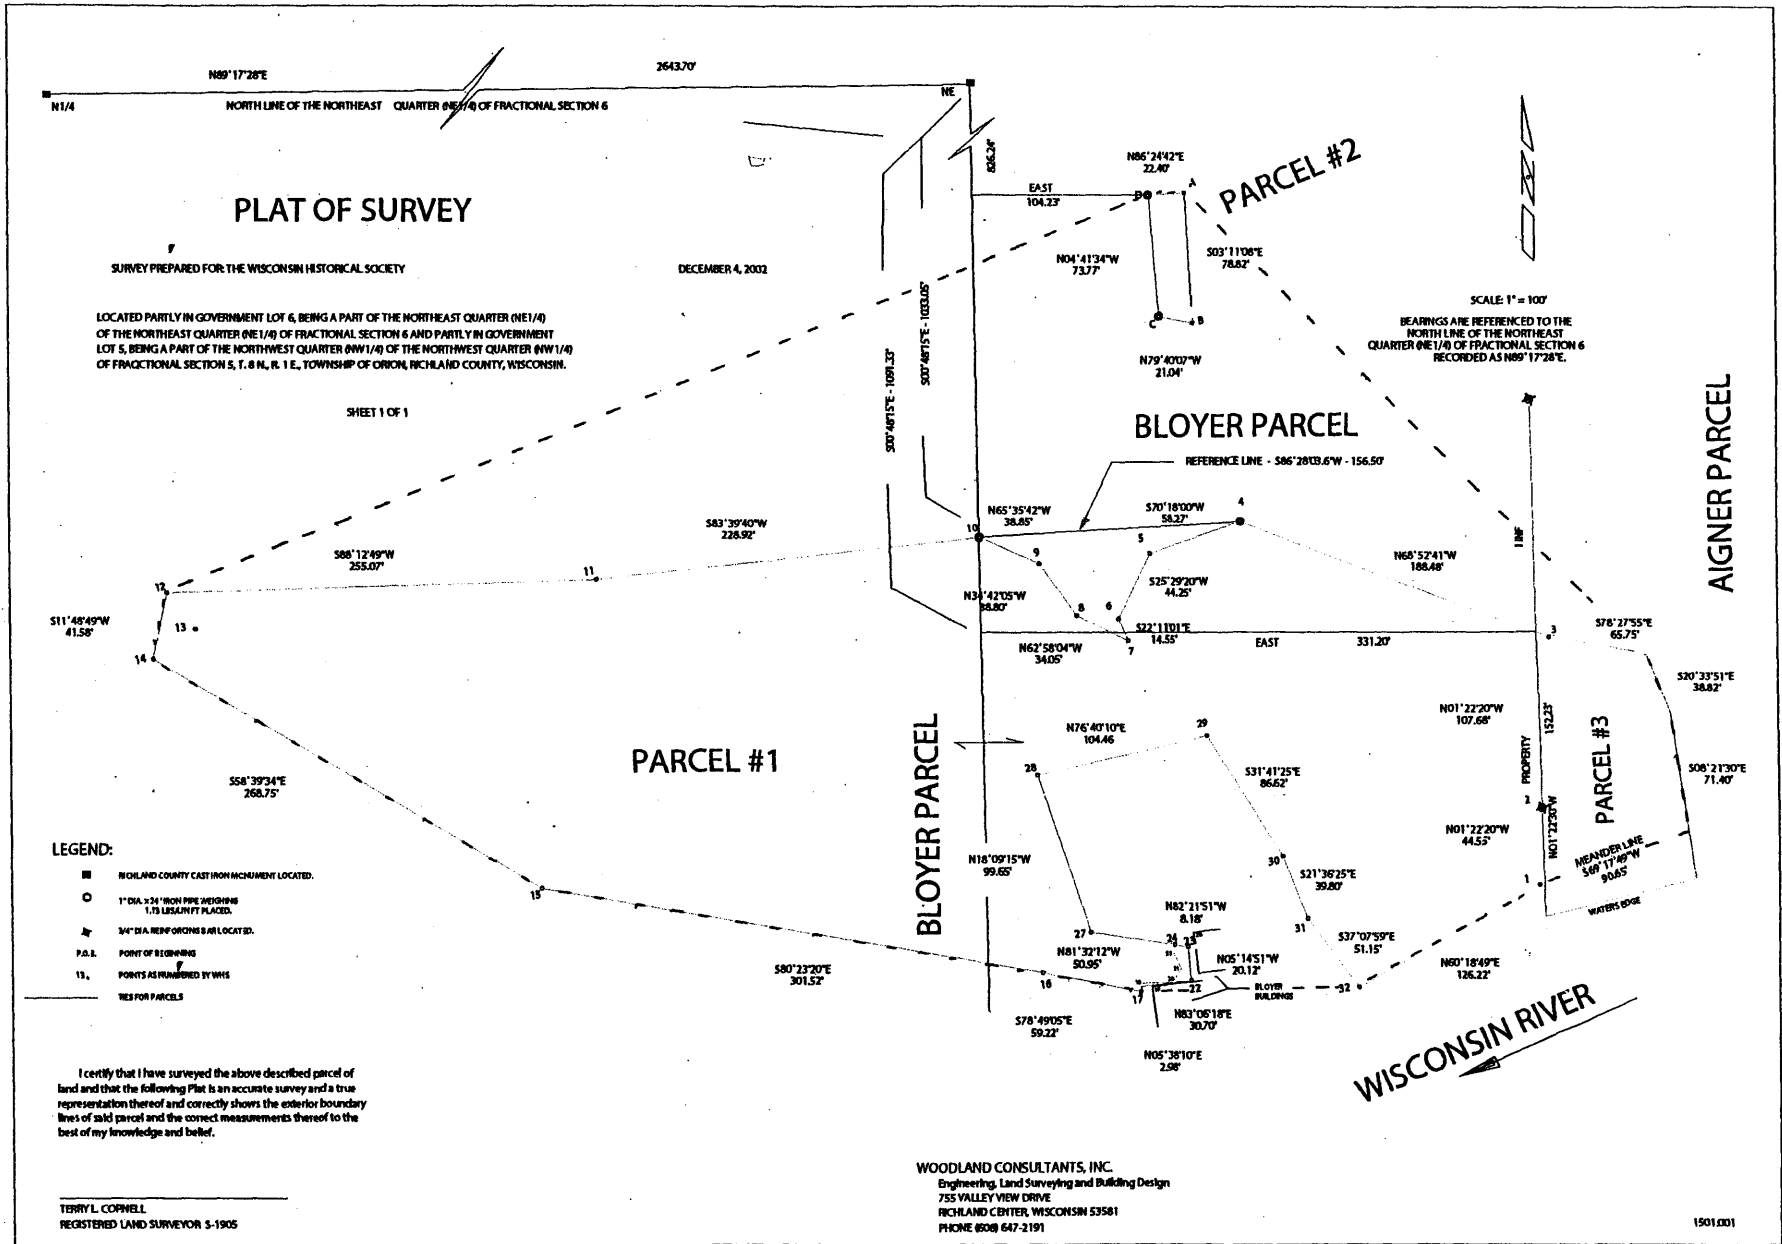 N89°17'28"E
2643.70'
N1/4
NORTH LINE OF THE NORTHEAST QUARTER (NE1/4) OF FRACTIONAL SECTION 6
NE
826.24'
PLAT OF SURVEY
SURVEY PREPARED FOR THE WISCONSIN HISTORICAL SOCIETY
DECEMBER 4, 2002
LOCATED PARTLY IN GOVERNMENT LOT 6, BEING A PART OF THE NORTHEAST QUARTER (NE1/4)
OF THE NORTHEAST QUARTER (NE1/4) OF FRACTIONAL SECTION 6 AND PARTLY IN GOVERNMENT
LOT 5, BEING A PART OF THE NORTHWEST QUARTER (NW1/4) OF THE NORTHWEST QUARTER (NW1/4)
OF FRAOCTIONAL SECTION 5, T. 8 N., R. 1 E., TOWNSHIP OF ORION, RICHLAND COUNTY, WISCONSIN.
SHEET 1 OF 1
N86°24'42"E
22.40'
EAST
104.23'
D
A
PARCEL #2
N04°41'34"W
73.77'
S03°11'08"E
78.82'
C
B
N79°40'07"W
21.04'
N
SCALE: 1" = 100'
BEARINGS ARE REFERENCED TO THE
NORTH LINE OF THE NORTHEAST
QUARTER (NE1/4) OF FRACTIONAL SECTION 6
RECORDED AS N89°17'28"E.
S00°48'15"E - 1091.33'
S00°48'15"E - 1033.05'
BLOYER PARCEL
REFERENCE LINE - S86°28'03.6"W - 156.50'
AIGNER PARCEL
LINE
10
N65°35'42"W
38.85'
S70°18'00"W
58.27'
4
S83°39'40"W
228.92'
S88°12'49"W
255.07'
11
9
5
N68°52'41"W
188.48'
12
S11°48'49"W
41.58'
13
14
N34°42'05"W
38.80'
8
6
S25°29'20"W
44.25'
S22°11'01"E
14.55'
7
N62°58'04"W
34.05'
EAST
331.20'
3
S78°27'55"E
65.75'
S20°33'51"E
38.82'
N01°22'20"W
107.68'
152.23'
PROPERTY
PARCEL #3
S08°21'30"E
71.40'
PARCEL #1
BLOYER PARCEL
N76°40'10"E
104.46
29
28
S31°41'25"E
86.62'
S58°39'34"E
268.75'
2
N01°22'20"W
44.55'
N01°22'30"W
MEANDER LINE
S69°17'49"W
90.65'
1
WATERS EDGE
N18°09'15"W
99.65'
30
S21°36'25"E
39.80'
31
15
N82°21'51"W
8.18'
27
24
23
N81°32'12"W
50.95'
S37°07'59"E
51.15'
N05°14'51"W
20.12'
N60°18'49"E
126.22'
S80°23'20"E
301.52'
16
17
22
BLOYER
BUILDINGS
32
S78°49'05"E
59.22'
N83°06'18"E
30.70'
N05°38'10"E
2.98'
WISCONSIN RIVER
LEGEND:
RICHLAND COUNTY CAST IRON MONUMENT LOCATED.
1" DIA. x 24" IRON PIPE WEIGHING
1.13 LBS/LIN FT PLACED.
3/4" DIA. REINFORCING BAR LOCATED.
P.O.B. POINT OF BEGINNING
13. POINTS AS NUMBERED BY WHS
TIES FOR PARCELS
I certify that I have surveyed the above described parcel of
land and that the following Plat is an accurate survey and a true
representation thereof and correctly shows the exterior boundary
lines of said parcel and the correct measurements thereof to the
best of my knowledge and belief.
TERRY L. COPNELL
REGISTERED LAND SURVEYOR S-1905
WOODLAND CONSULTANTS, INC.
Engineering, Land Surveying and Building Design
755 VALLEY VIEW DRIVE
RICHLAND CENTER, WISCONSIN 53581
PHONE (608) 647-2191
1501.001